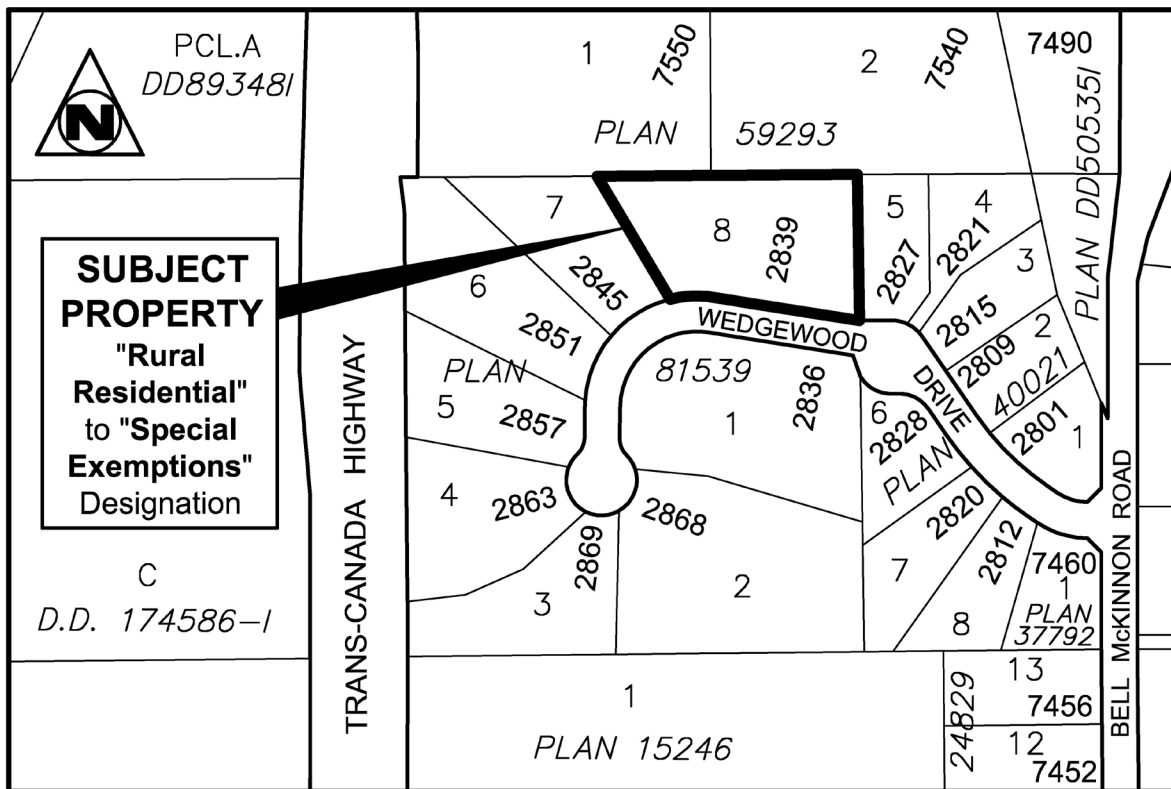 PCL.A
DD89348I
N
1
7550
2
7540
7490
PLAN 59293
PLAN DD50535I
SUBJECT
PROPERTY
"Rural
Residential"
to "Special
Exemptions"
Designation
7
8
2839
5
2827
4
2821
3
2815
2
2809
40021
2801
1
6
2845
2851
PLAN
81539
WEDGEWOOD
DRIVE
2836
1
5
2857
4
2863
2869
3
2868
2
6
2828
PLAN
2820
7
2812
8
7460
1
PLAN
37792
TRANS-CANADA HIGHWAY
BELL McKINNON ROAD
C
D.D. 174586-I
1
PLAN 15246
24829
13
7456
12
7452